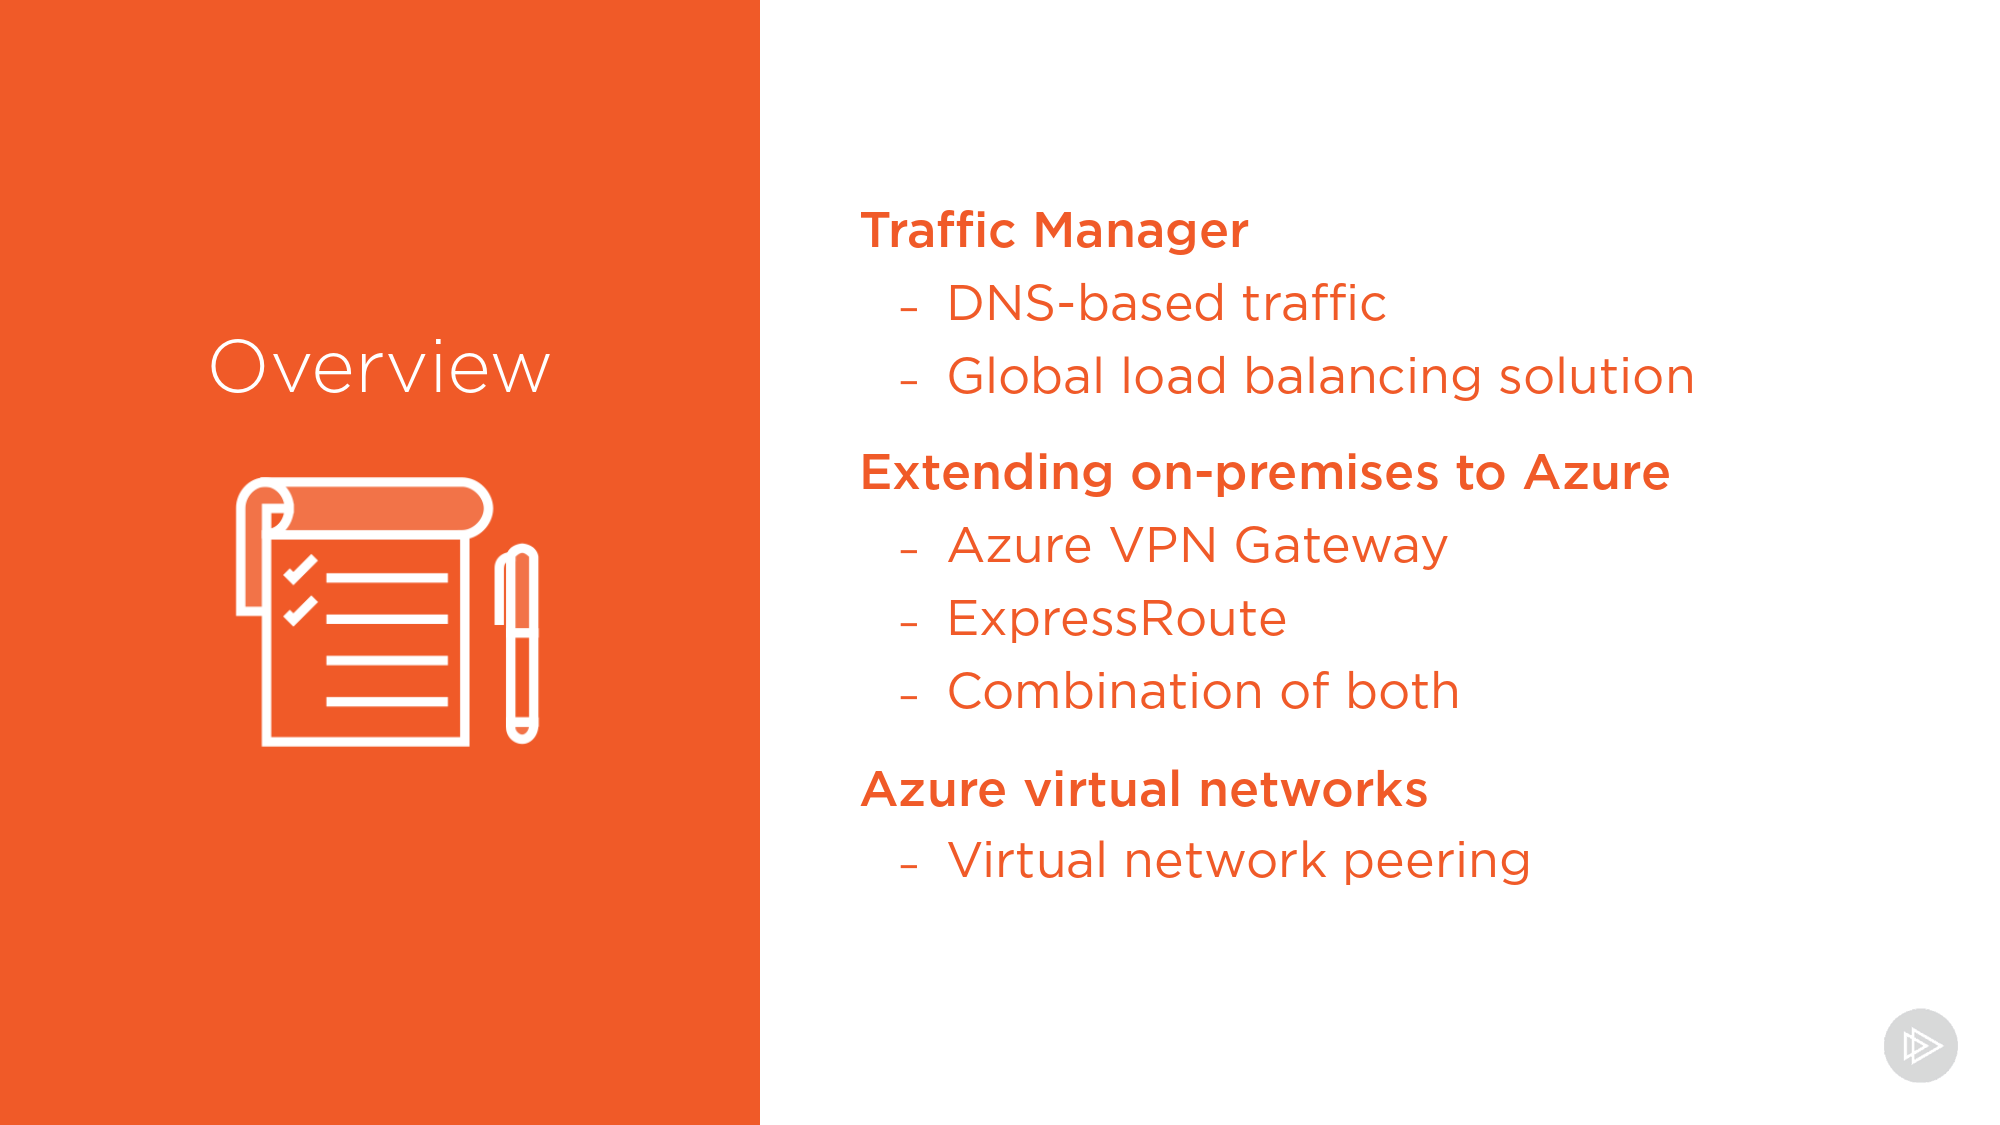 Overview
Traffic Manager
– DNS-based traffic
– Global load balancing solution
Extending on-premises to Azure
– Azure VPN Gateway
– ExpressRoute
– Combination of both
Azure virtual networks
– Virtual network peering